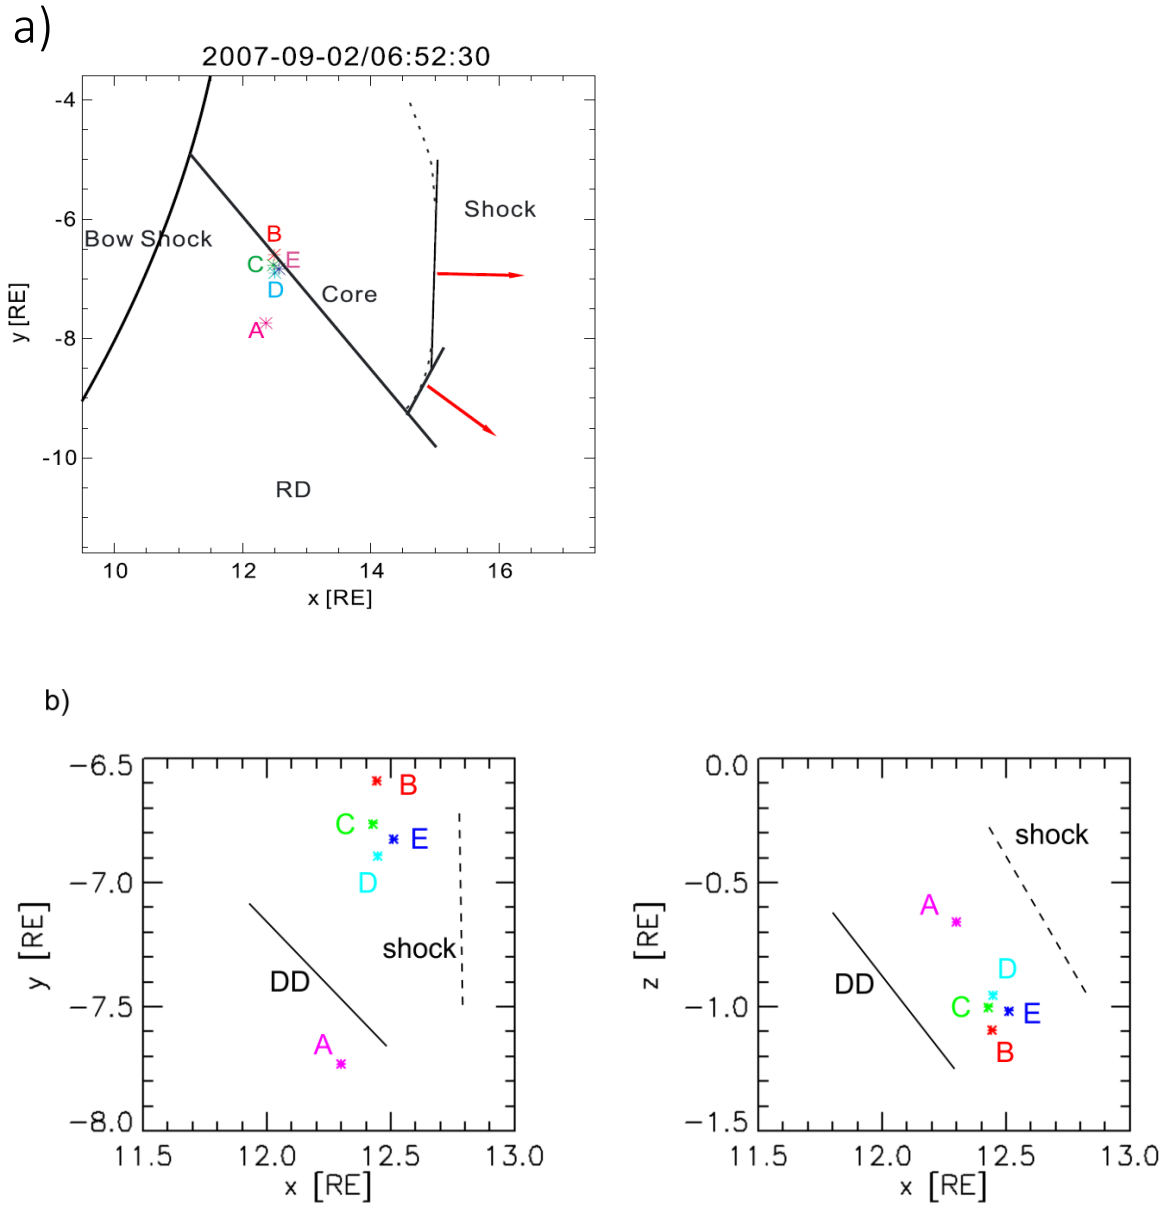 a)
2007-09-02/06:52:30
-4
-6
-8
-10
y [RE]
Shock
Bow Shock
B
C
E
D
A
Core
RD
10
12
14
16
x [RE]
b)
−6.5
−7.0
−7.5
−8.0
y [RE]
B
C
E
D
shock
DD
A
11.5
12.0
12.5
13.0
x [RE]
0.0
−0.5
−1.0
−1.5
z [RE]
shock
A
D
DD
C
E
B
11.5
12.0
12.5
13.0
x [RE]